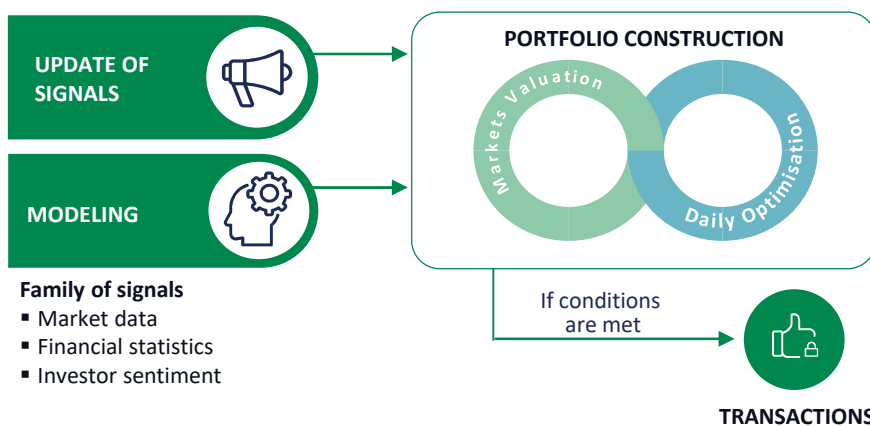 UPDATE OF
SIGNALS
PORTFOLIO CONSTRUCTION
Markets Valuation
Daily Optimisation
MODELING
Family of signals
▪ Market data
▪ Financial statistics
▪ Investor sentiment
If conditions
are met
TRANSACTIONS